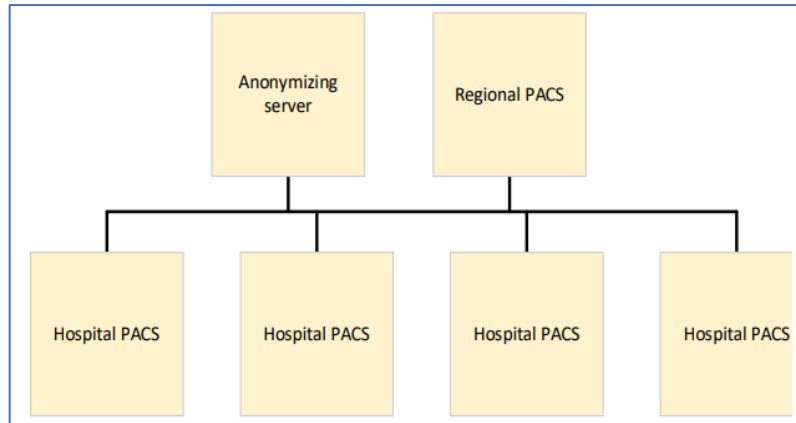 Anonymizing
server
Regional PACS
Hospital PACS
Hospital PACS
Hospital PACS
Hospital PACS